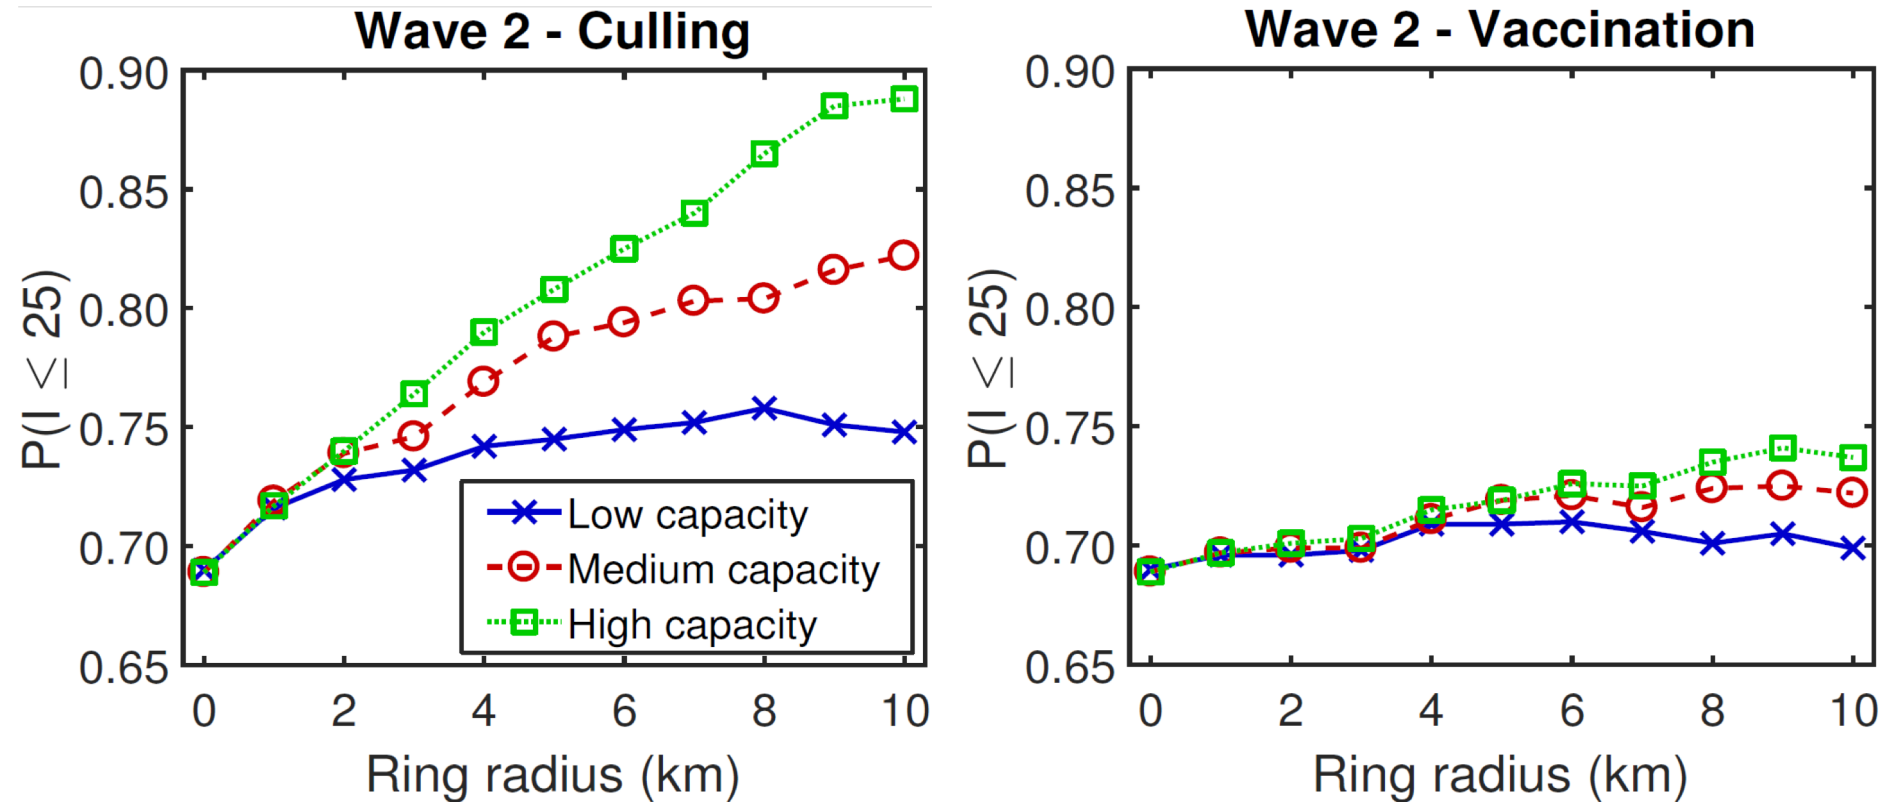 Wave 2 - Culling
0.90
0.85
0.80
0.75
0.70
0.65
P(I ≤ 25)
0 2 4 6 8 10
Ring radius (km)
Low capacity
Medium capacity
High capacity
Wave 2 - Vaccination
0.90
0.85
0.80
0.75
0.70
0.65
P(I ≤ 25)
0 2 4 6 8 10
Ring radius (km)